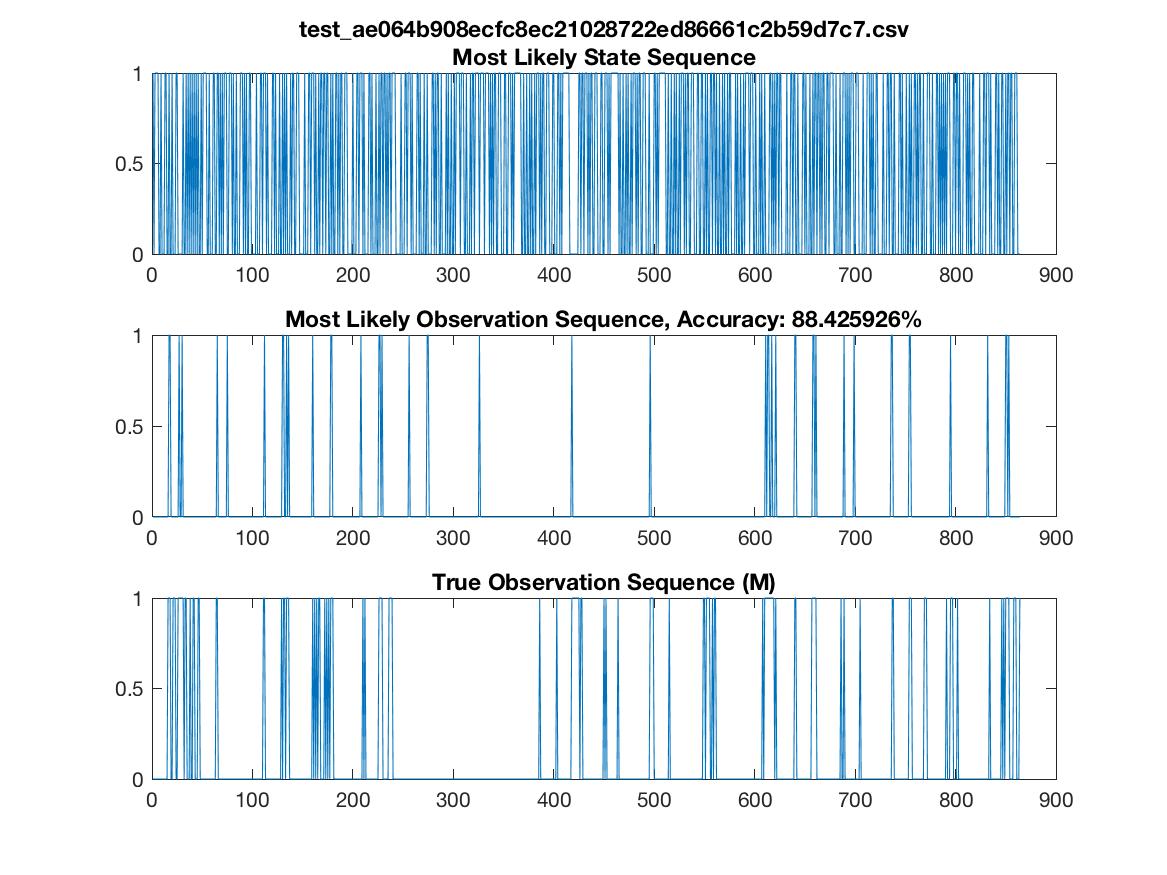 test_ae064b908ecfc8ec21028722ed86661c2b59d7c7.csv
Most Likely State Sequence
1
0.5
0
0 100 200 300 400 500 600 700 800 900
Most Likely Observation Sequence, Accuracy: 88.425926%
1
0.5
0
0 100 200 300 400 500 600 700 800 900
True Observation Sequence (M)
1
0.5
0
0 100 200 300 400 500 600 700 800 900